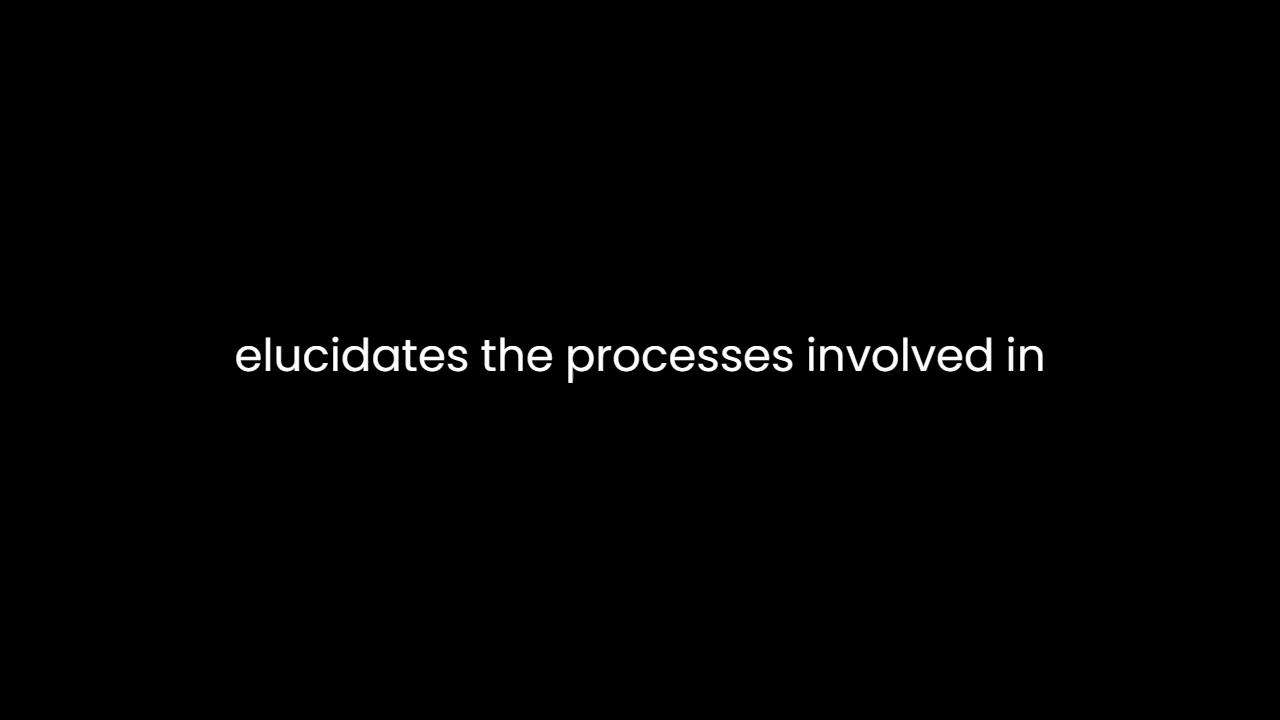 elucidates the processes involved in